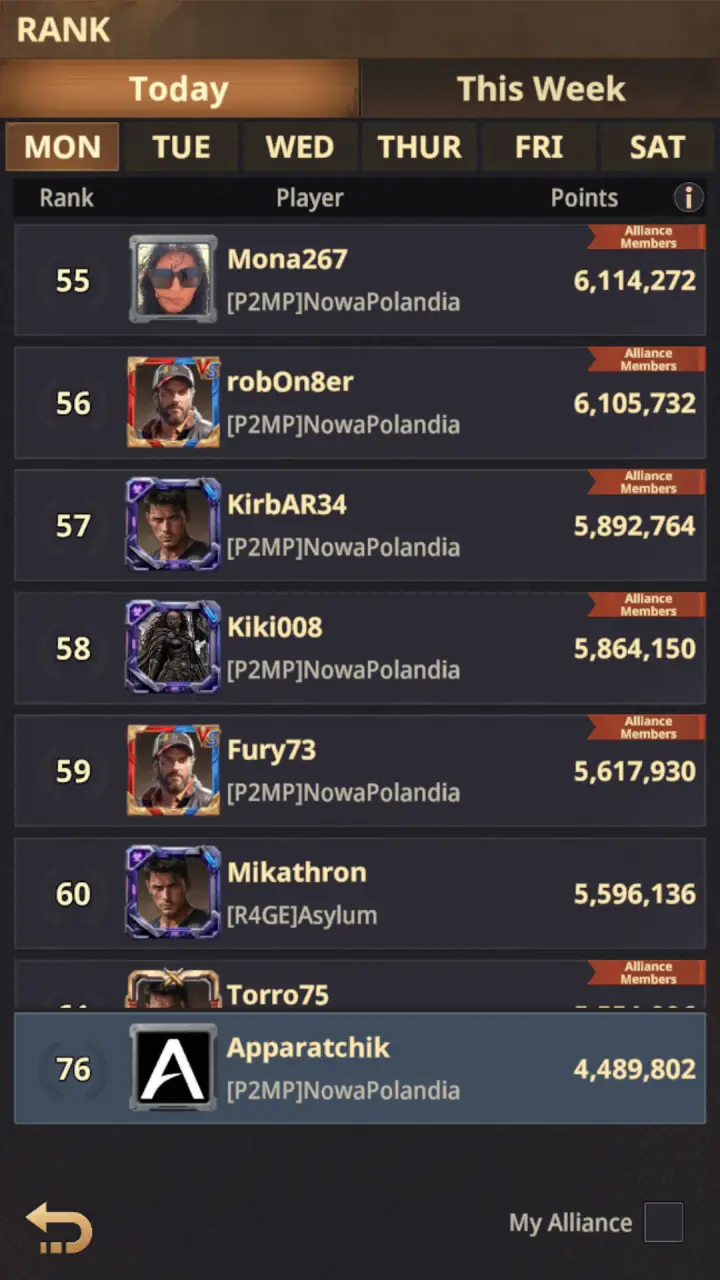 RANK
Today
This Week
MON TUE WED THUR FRI SAT
Rank Player Points i
Alliance
Members
55 Mona267 6,114,272
[P2MP]NowaPolandia
Alliance
Members
56 robOn8er 6,105,732
[P2MP]NowaPolandia
Alliance
Members
57 KirbAR34 5,892,764
[P2MP]NowaPolandia
Alliance
Members
58 Kiki008 5,864,150
[P2MP]NowaPolandia
Alliance
Members
59 Fury73 5,617,930
[P2MP]NowaPolandia
60 Mikathron 5,596,136
[R4GE]Asylum
Alliance
Members
Torro75
76 Apparatchik 4,489,802
[P2MP]NowaPolandia
My Alliance